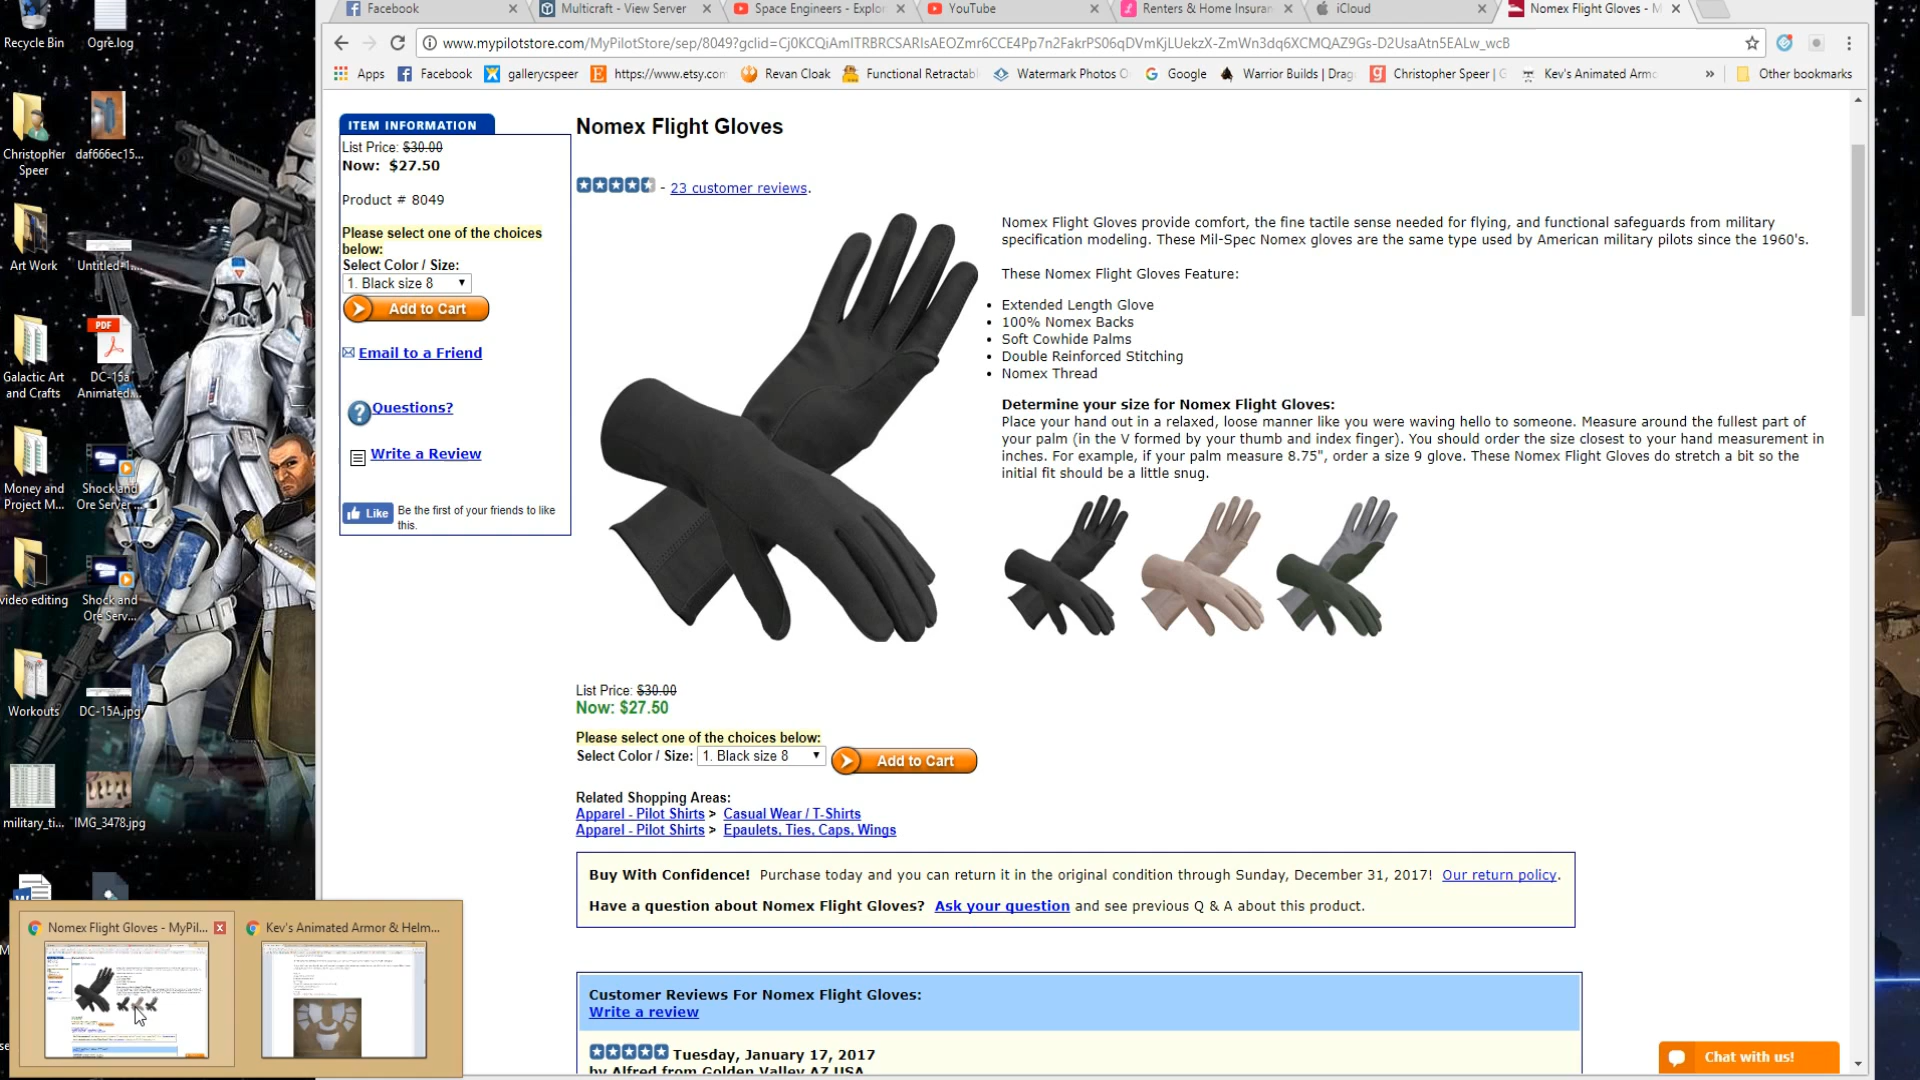 Facebook
Multicraft - View Server
Space Engineers - Explor
YouTube
Renters & Home Insuran
iCloud
Nomex Flight Gloves - M
www.mypilotstore.com/MyPilotStore/sep/8049?gclid=Cj0KCQiAmITRBRCSARIsAEOZmr6CCE4Pp7n2FakrPS06qDVmKjLUekzX-ZmWn3dq6XCMQAZ9Gs-D2UsaAtn5EALw_wcB
Apps
Facebook
gallerycspeer
https://www.etsy.com
Revan Cloak
Functional Retractab
Watermark Photos O
Google
Warrior Builds | Drag
Christopher Speer | G
Kev's Animated Armo
»
Other bookmarks
Recycle Bin
Ogre.log
Christopher
Speer
daf666ec15...
Art Work
Untitled-1....
PDF
Galactic Art
and Crafts
DC-15a
Animated...
Money and
Project M...
Shock and
Ore Server ...
video editing
Shock and
Ore Serv...
Workouts
DC-15A.jpg
military_ti...
IMG_3478.jpg
ITEM INFORMATION
List Price: $30.00
Now: $27.50
Product # 8049
Please select one of the choices
below:
Select Color / Size:
1. Black size 8
Add to Cart
Email to a Friend
Questions?
Write a Review
Like
Be the first of your friends to like
this.
Nomex Flight Gloves
- 23 customer reviews.
Nomex Flight Gloves provide comfort, the fine tactile sense needed for flying, and functional safeguards from military
specification modeling. These Mil-Spec Nomex gloves are the same type used by American military pilots since the 1960's.
These Nomex Flight Gloves Feature:
• Extended Length Glove
• 100% Nomex Backs
• Soft Cowhide Palms
• Double Reinforced Stitching
• Nomex Thread
Determine your size for Nomex Flight Gloves:
Place your hand out in a relaxed, loose manner like you were waving hello to someone. Measure around the fullest part of
your palm (in the V formed by your thumb and index finger). You should order the size closest to your hand measurement in
inches. For example, if your palm measure 8.75", order a size 9 glove. These Nomex Flight Gloves do stretch a bit so the
initial fit should be a little snug.
List Price: $30.00
Now: $27.50
Please select one of the choices below:
Select Color / Size: 1. Black size 8
Add to Cart
Related Shopping Areas:
Apparel - Pilot Shirts > Casual Wear / T-Shirts
Apparel - Pilot Shirts > Epaulets, Ties, Caps, Wings
Buy With Confidence! Purchase today and you can return it in the original condition through Sunday, December 31, 2017! Our return policy.
Have a question about Nomex Flight Gloves? Ask your question and see previous Q & A about this product.
Customer Reviews For Nomex Flight Gloves:
Write a review
Tuesday, January 17, 2017
by Alfred from Golden Valley AZ USA
Chat with us!
Nomex Flight Gloves - MyPil...
Kev's Animated Armor & Helm...